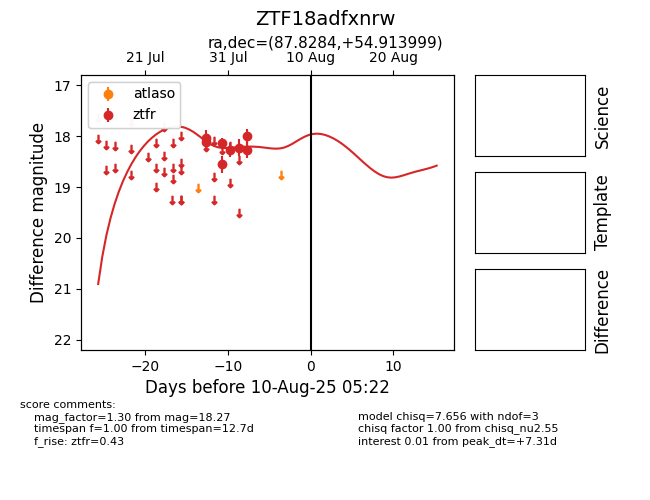 ZTF18adfxnrw
ra,dec=(87.8284,+54.913999)
21 Jul
31 Jul
10 Aug
20 Aug
17
18
19
20
21
22
Difference magnitude
atlaso
ztfr
−20
−10
0
10
Days before 10-Aug-25 05:22
Science
Template
Difference
score comments:
mag_factor=1.30 from mag=18.27
timespan f=1.00 from timespan=12.7d
f_rise: ztfr=0.43
model chisq=7.656 with ndof=3
chisq factor 1.00 from chisq_nu2.55
interest 0.01 from peak_dt=+7.31d